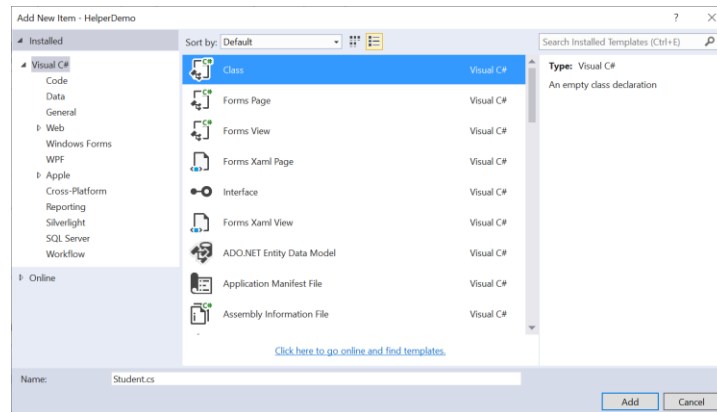 Add New Item - HelperDemo
? ×
Installed
Sort by: Default
Search Installed Templates (Ctrl+E)
Visual C#
Code
Data
General
Web
Windows Forms
WPF
Apple
Cross-Platform
Reporting
Silverlight
SQL Server
Workflow
Online
Class Visual C#
Forms Page Visual C#
Forms View Visual C#
Forms Xaml Page Visual C#
Interface Visual C#
Forms Xaml View Visual C#
ADO.NET Entity Data Model Visual C#
Application Manifest File Visual C#
Assembly Information File Visual C#
Click here to go online and find templates.
Type: Visual C#
An empty class declaration
Name: Student.cs
Add Cancel